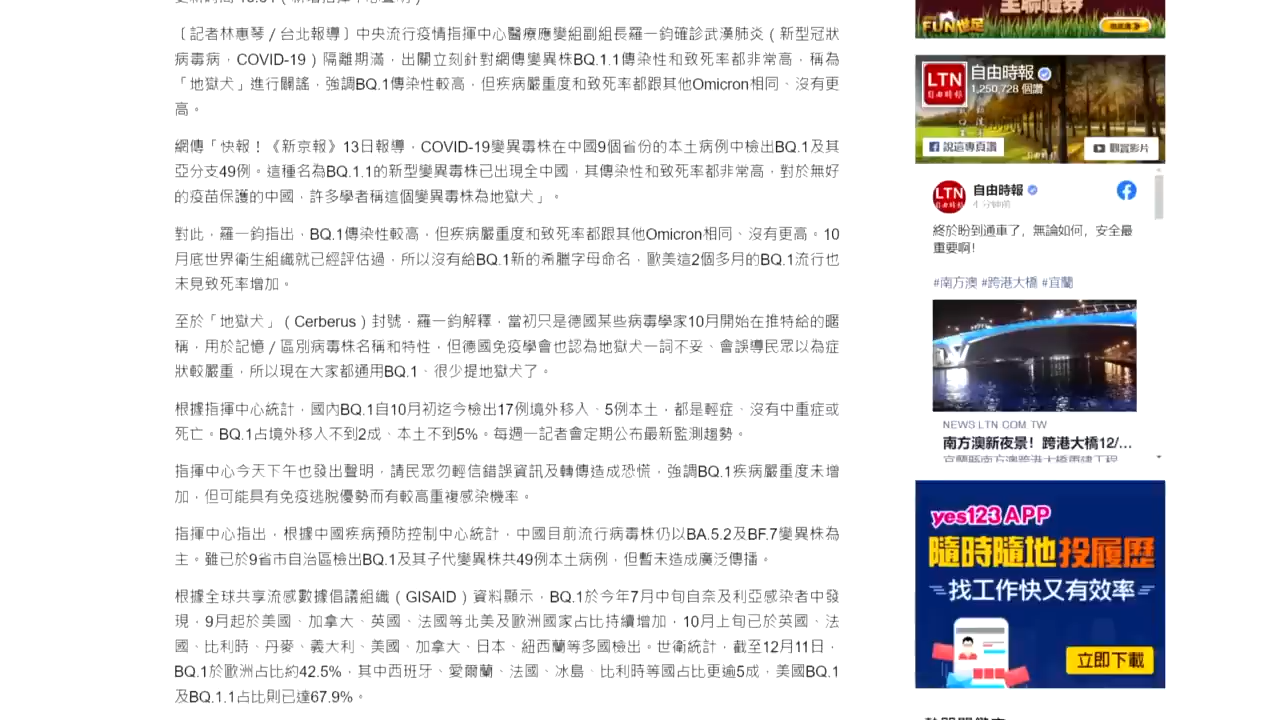 〔記者林惠琴/台北報導〕中央流行疫情指揮中心醫療應變組副組長羅一鈞確診武漢肺炎(新型冠狀
病毒病,COVID-19)隔離期滿,出關立刻針對網傳變異株BQ.1.1傳染性和致死率都非常高,稱為
「地獄犬」進行闢謠,強調BQ.1傳染性較高,但疾病嚴重度和致死率都跟其他Omicron相同、沒有更
高。
網傳「快報!《新京報》13日報導,COVID-19變異毒株在中國9個省份的本土病例中檢出BQ.1及其
亞分支49例。這種名為BQ.1.1的新型變異毒株已出現全中國,其傳染性和致死率都非常高,對於無好
的疫苗保護的中國,許多學者稱這個變異毒株為地獄犬」。
對此,羅一鈞指出,BQ.1傳染性較高,但疾病嚴重度和致死率都跟其他Omicron相同、沒有更高。10
月底世界衛生組織就已經評估過,所以沒有給BQ.1新的希臘字母命名,歐美這2個多月的BQ.1流行也
未見致死率增加。
至於「地獄犬」(Cerberus)封號,羅一鈞解釋,當初只是德國某些病毒學家10月開始在推特給的暱
稱,用於記憶/區別病毒株名稱和特性,但德國免疫學會也認為地獄犬一詞不妥、會誤導民眾以為症
狀較嚴重,所以現在大家都通用BQ.1、很少提地獄犬了。
根據指揮中心統計,國內BQ.1自10月初迄今檢出17例境外移入、5例本土,都是輕症、沒有中重症或
死亡。BQ.1占境外移入不到2成、本土不到5%。每週一記者會定期公布最新監測趨勢。
指揮中心今天下午也發出聲明,請民眾勿輕信錯誤資訊及轉傳造成恐慌,強調BQ.1疾病嚴重度未增
加,但可能具有免疫逃脫優勢而有較高重複感染機率。
指揮中心指出,根據中國疾病預防控制中心統計,中國目前流行病毒株仍以BA.5.2及BF.7變異株為
主。雖已於9省市自治區檢出BQ.1及其子代變異株共49例本土病例,但暫未造成廣泛傳播。
根據全球共享流感數據倡議組織(GISAID)資料顯示,BQ.1於今年7月中旬自奈及利亞感染者中發
現,9月起於美國、加拿大、英國、法國等北美及歐洲國家占比持續增加,10月上旬已於英國、法
國、比利時、丹麥、義大利、美國、加拿大、日本、紐西蘭等多國檢出。世衛統計,截至12月11日,
BQ.1於歐洲占比約42.5%,其中西班牙、愛爾蘭、法國、冰島、比利時等國占比更逾5成,美國BQ.1
及BQ.1.1占比則已達67.9%。
FUN世足
LTN
自由時報
自由時報
1,250,728 個讚
說這專頁讚
觀賞影片
LTN
自由時報
自由時報
4 分鐘前
終於盼到通車了,無論如何,安全最
重要啊!
#南方澳 #跨港大橋 #宜蘭
NEWS.LTN.COM.TW
南方澳新夜景!跨港大橋12/...
yes123 APP
隨時隨地投履歷
找工作快又有效率
立即下載